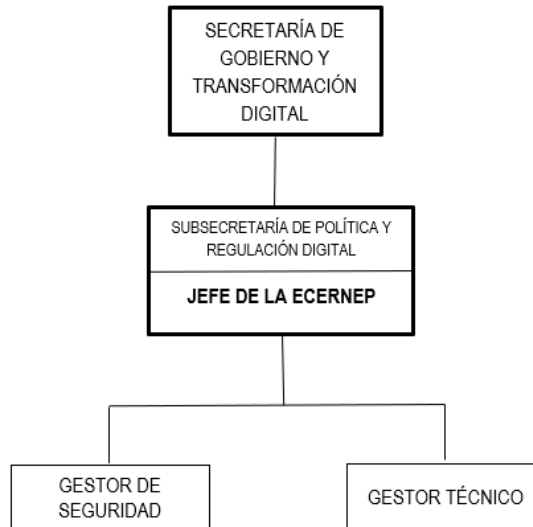 SECRETARÍA DE
GOBIERNO Y
TRANSFORMACIÓN
DIGITAL
SUBSECRETARÍA DE POLÍTICA Y
REGULACIÓN DIGITAL
JEFE DE LA ECERNEP
GESTOR DE
SEGURIDAD
GESTOR TÉCNICO